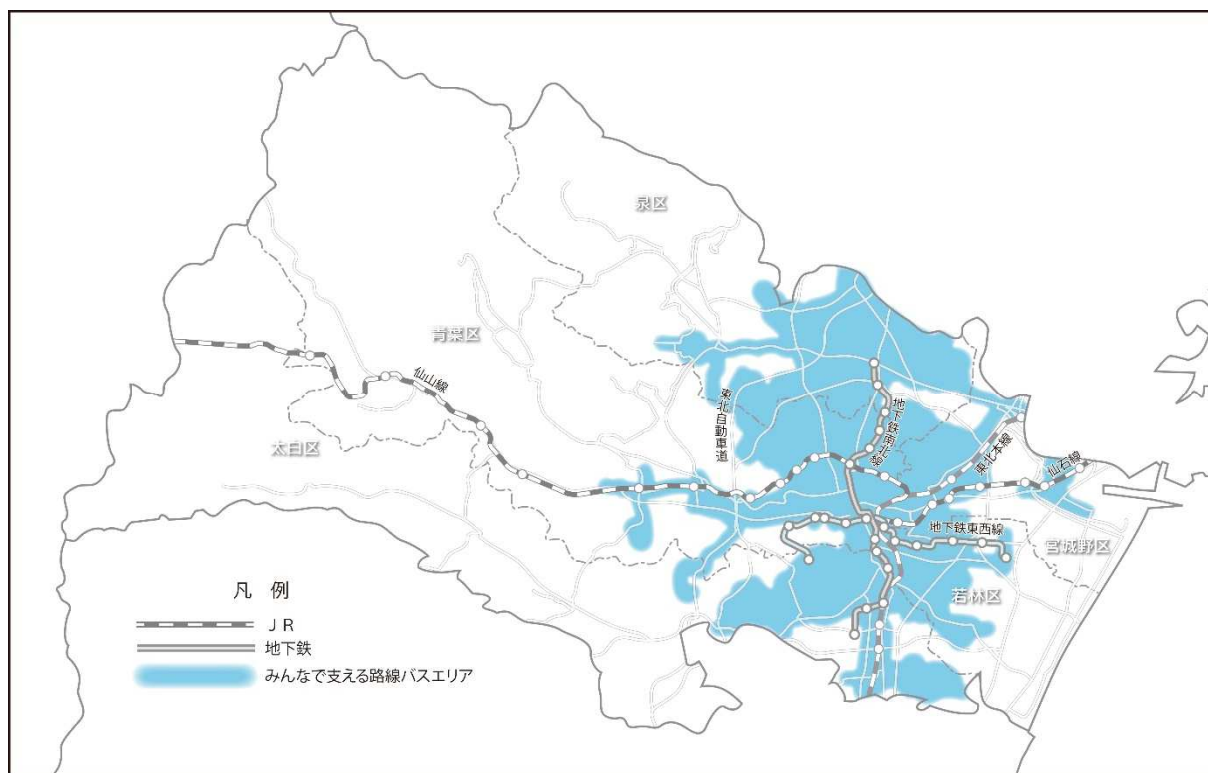 泉区
青葉区
仙山線
太白区
東北自動車道
地下鉄南北線
東北本線
仙石線
地下鉄東西線
宮城野区
若林区
凡 例
ＪＲ
地下鉄
みんなで支える路線バスエリア